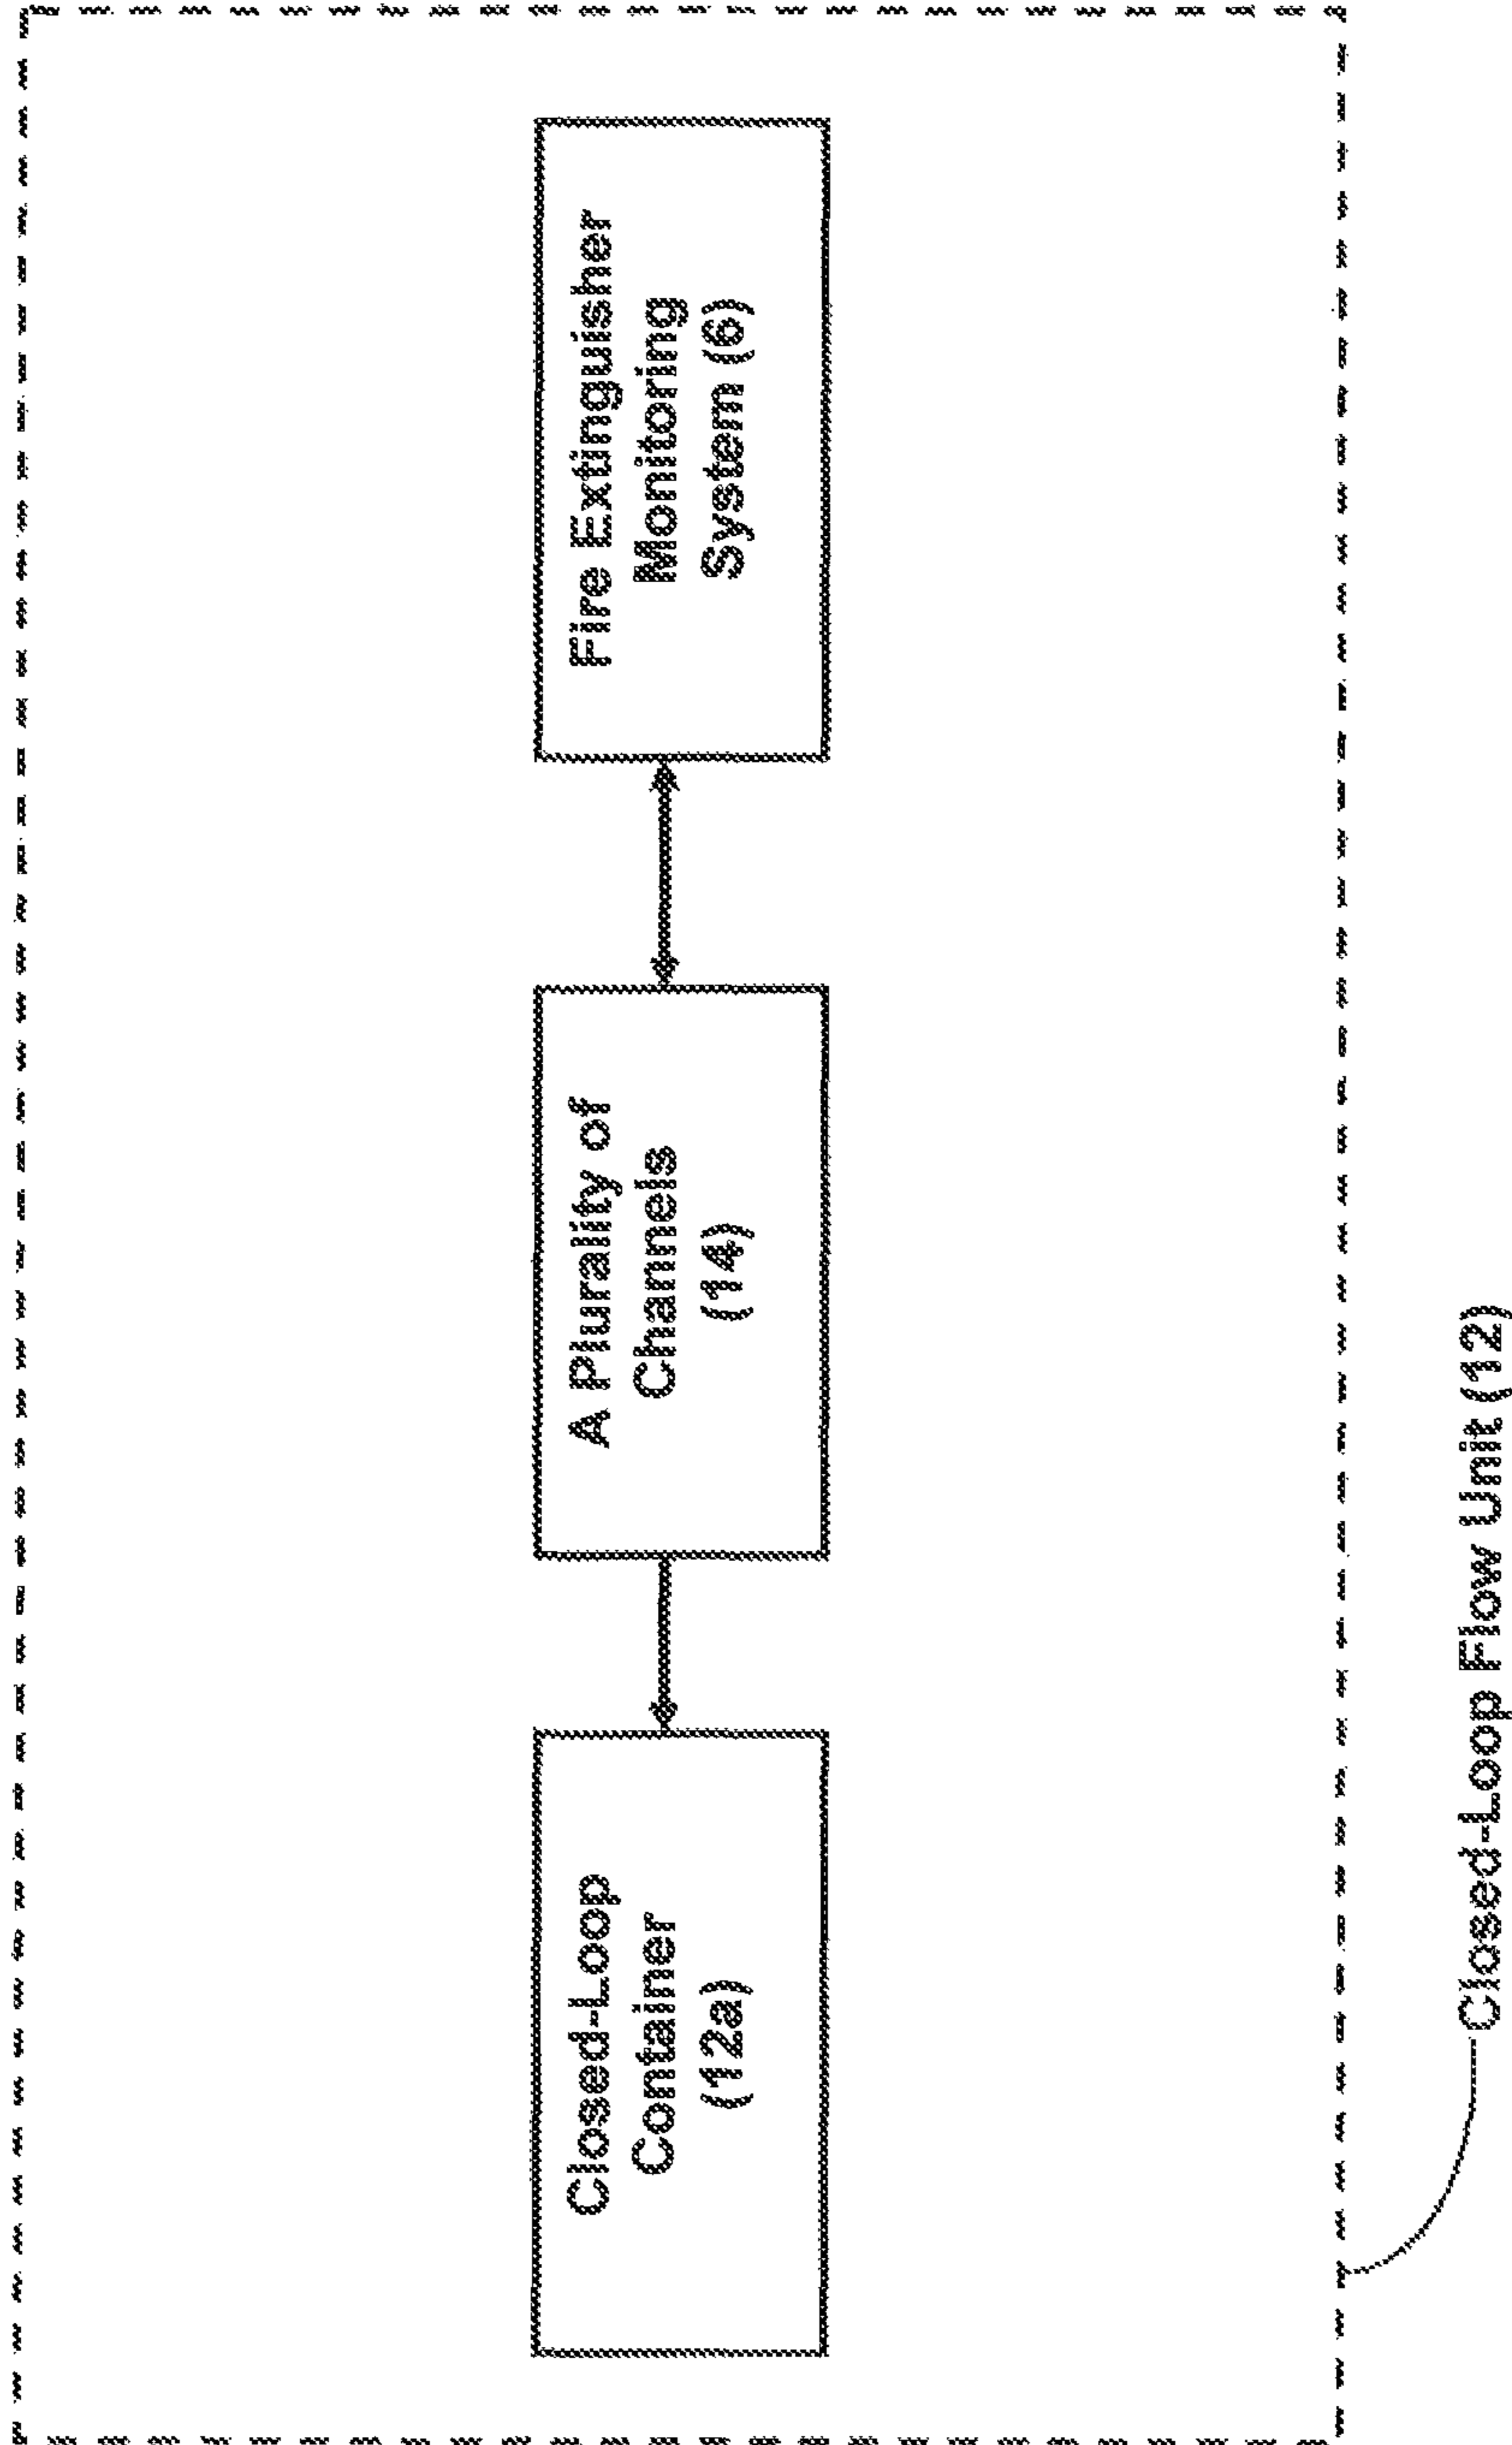 Closed-Loop
Container
(12a)
A Plurality of
Channels
(14)
Fire Extinguisher
Monitoring
System (6)
Closed-Loop Flow Unit (12)